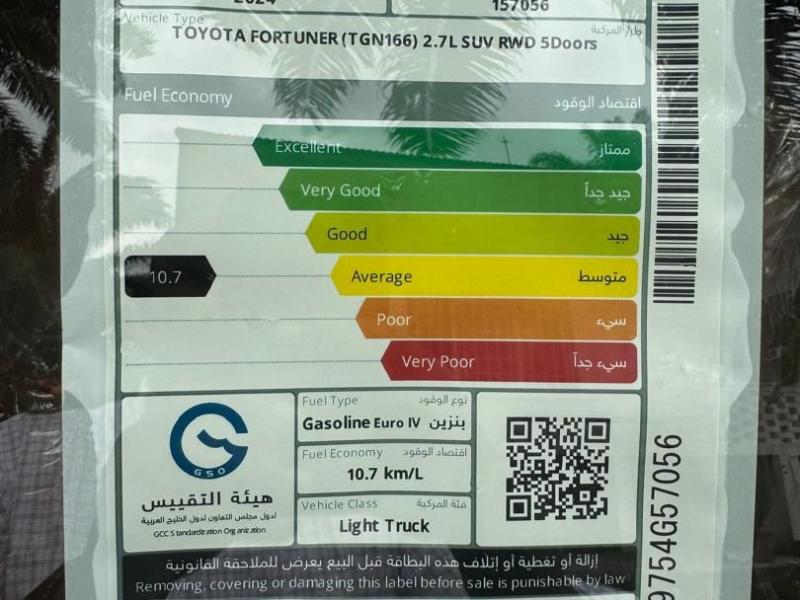 2024
157056
Vehicle Type
طراز المركبة
TOYOTA FORTUNER (TGN166) 2.7L SUV RWD 5Doors
Fuel Economy
اقتصاد الوقود
Excellent
ممتاز
Very Good
جيد جداً
Good
جيد
10.7
Average
متوسط
Poor
سيء
Very Poor
سيء جداً
GSO
هيئة التقييس
لدول مجلس التعاون لدول الخليج العربية
GCC Standardization Organization
Fuel Type
نوع الوقود
Gasoline Euro IV بنزين
Fuel Economy
اقتصاد الوقود
10.7 km/L
Vehicle Class
فئة المركبة
Light Truck
إزالة أو تغطية أو إتلاف هذه البطاقة قبل البيع يعرض للملاحقة القانونية
Removing, covering or damaging this label before sale is punishable by law
9754G57056